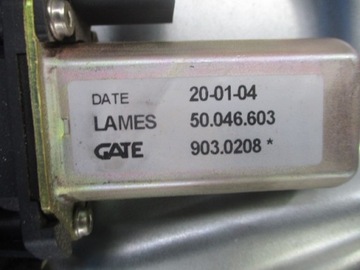 DATE 20-01-04
LAMES 50.046.603
GATE 903.0208 *